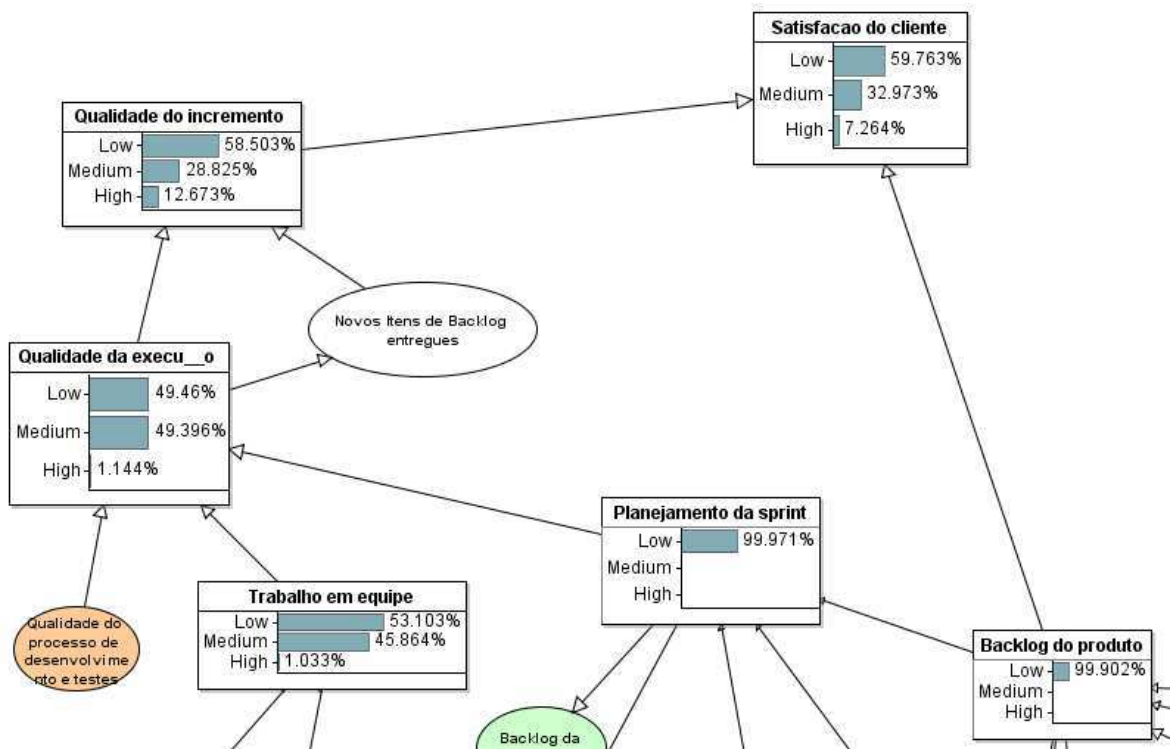 Satisfacao do cliente
Low 59.763%
Medium 32.973%
High 7.264%
Qualidade do incremento
Low 58.503%
Medium 28.825%
High 12.673%
Novos Itens de Backlog
entregues
Qualidade da execu__o
Low 49.46%
Medium 49.396%
High 1.144%
Planejamento da sprint
Low 99.971%
Medium
High
Trabalho em equipe
Low 53.103%
Medium 45.864%
High 1.033%
Qualidade do
processo de
desenvolvime
nto e testes
Backlog do produto
Low 99.902%
Medium
High
Backlog da